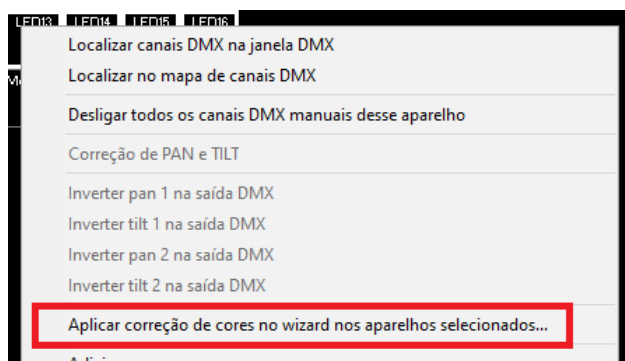 LED13 LED14 LED15 LED16
Localizar canais DMX na janela DMX
Localizar no mapa de canais DMX
Desligar todos os canais DMX manuais desse aparelho
Correção de PAN e TILT
Inverter pan 1 na saída DMX
Inverter tilt 1 na saída DMX
Inverter pan 2 na saída DMX
Inverter tilt 2 na saída DMX
Aplicar correção de cores no wizard nos aparelhos selecionados...